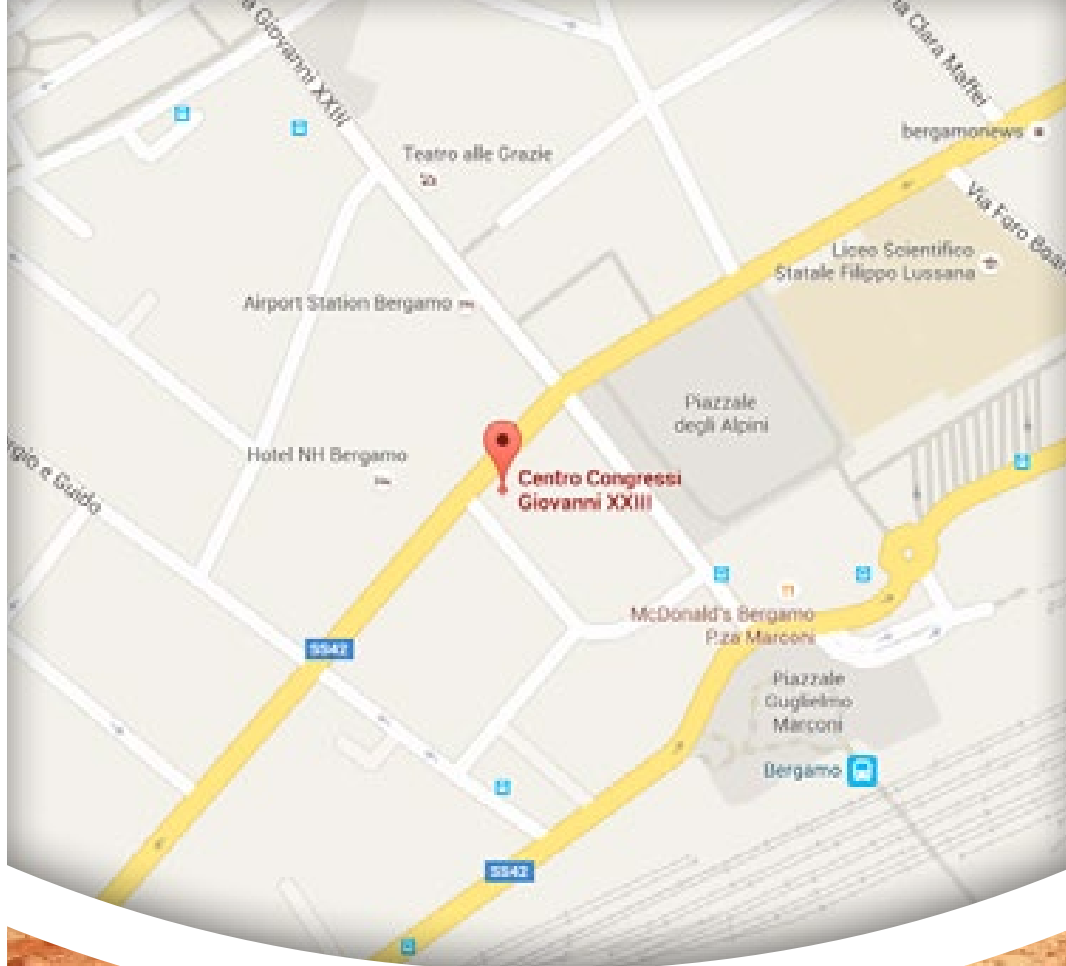 a Giovanni XXIII
a Clara Maffei
bergamonews
Teatro alle Grazie
Via Foro Boar
Liceo Scientifico
Statale Filippo Lussana
Airport Station Bergamo
Piazzale
degli Alpini
Hotel NH Bergamo
rgio e Guido
Centro Congressi
Giovanni XXIII
McDonald's Bergamo
P.za Marconi
SS42
Piazzale
Guglielmo
Marconi
Bergamo
SS42